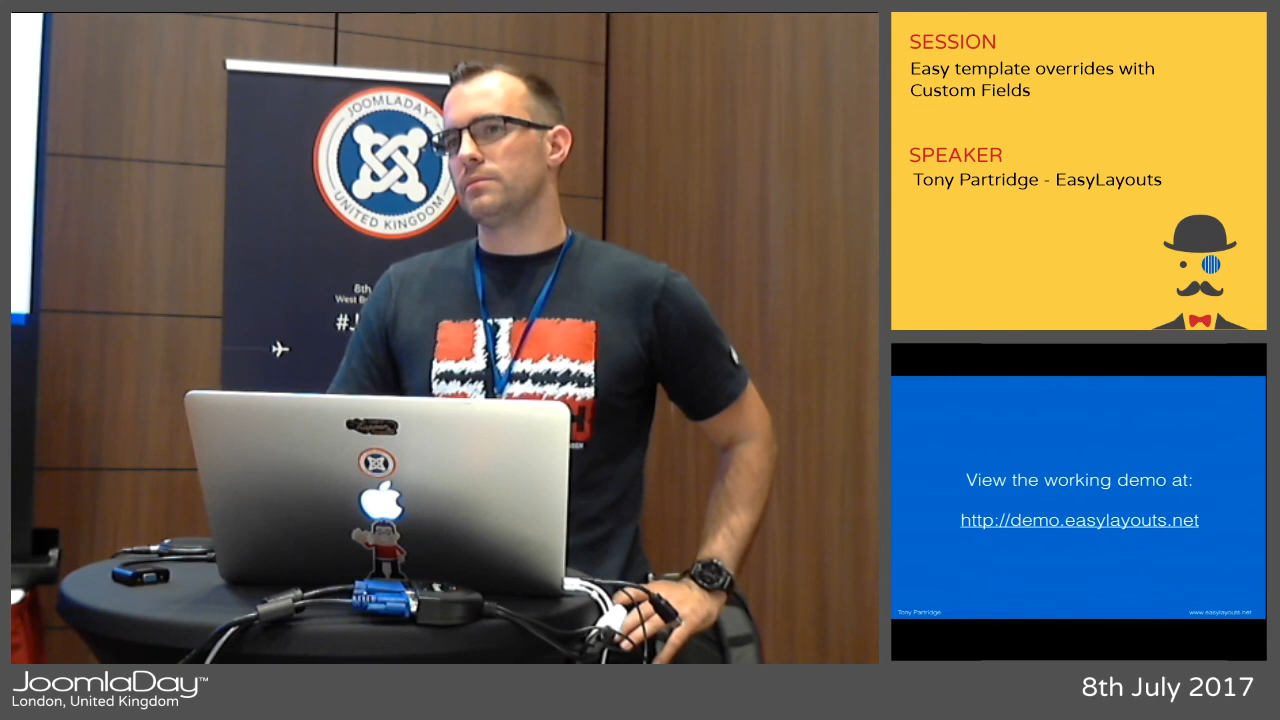 SESSION
Easy template overrides with
Custom Fields
SPEAKER
Tony Partridge - EasyLayouts
JOOMLADAY
UNITED KINGDOM
8th
View the working demo at:
http://demo.easylayouts.net
Tony Partridge
www.easylayouts.net
JoomlaDay™
London, United Kingdom
8th July 2017